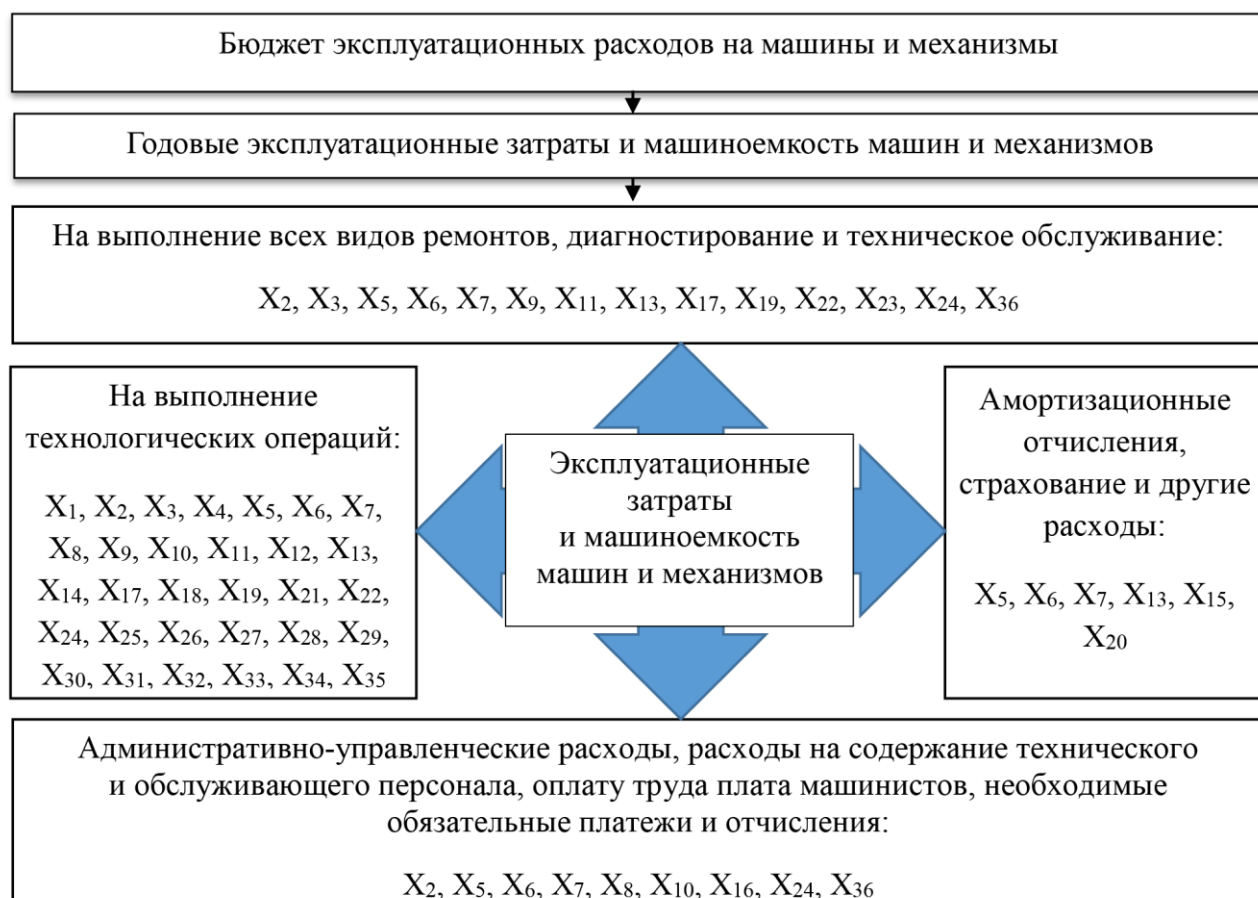 Бюджет эксплуатационных расходов на машины и механизмы
Годовые эксплуатационные затраты и машиноемкость машин и механизмов
На выполнение всех видов ремонтов, диагностирование и техническое обслуживание:
X₂, X₃, X₅, X₆, X₇, X₉, X₁₁, X₁₃, X₁₇, X₁₉, X₂₂, X₂₃, X₂₄, X₃₆
На выполнение
технологических операций:
X₁, X₂, X₃, X₄, X₅, X₆, X₇,
X₈, X₉, X₁₀, X₁₁, X₁₂, X₁₃,
X₁₄, X₁₇, X₁₈, X₁₉, X₂₁, X₂₂,
X₂₄, X₂₅, X₂₆, X₂₇, X₂₈, X₂₉,
X₃₀, X₃₁, X₃₂, X₃₃, X₃₄, X₃₅
Эксплуатационные
затраты
и машиноемкость
машин и механизмов
Амортизационные
отчисления,
страхование и другие
расходы:
X₅, X₆, X₇, X₁₃, X₁₅,
X₂₀
Административно-управленческие расходы, расходы на содержание технического
и обслуживающего персонала, оплату труда плата машинистов, необходимые
обязательные платежи и отчисления:
X₂, X₅, X₆, X₇, X₈, X₁₀, X₁₆, X₂₄, X₃₆